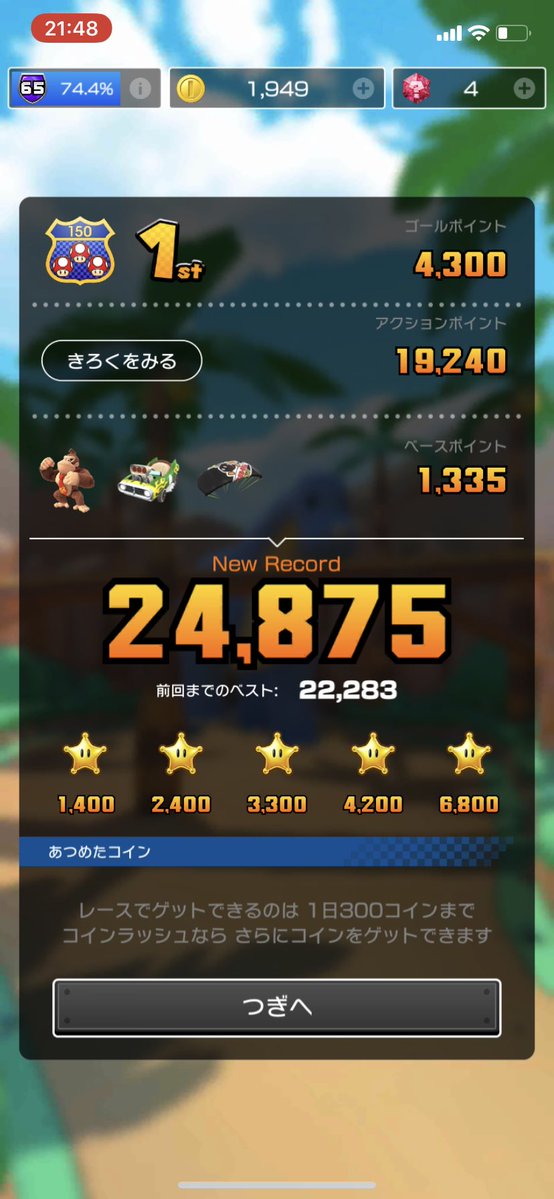 21:48
65 74.4% i 1,949 + ? 4 +
150 1st ゴールポイント
4,300
アクションポイント
きろくをみる 19,240
ベースポイント
1,335
New Record
24,875
前回までのベスト: 22,283
1,400 2,400 3,300 4,200 6,800
あつめたコイン
レースでゲットできるのは 1日300コインまで
コインラッシュなら さらにコインをゲットできます
つぎへ